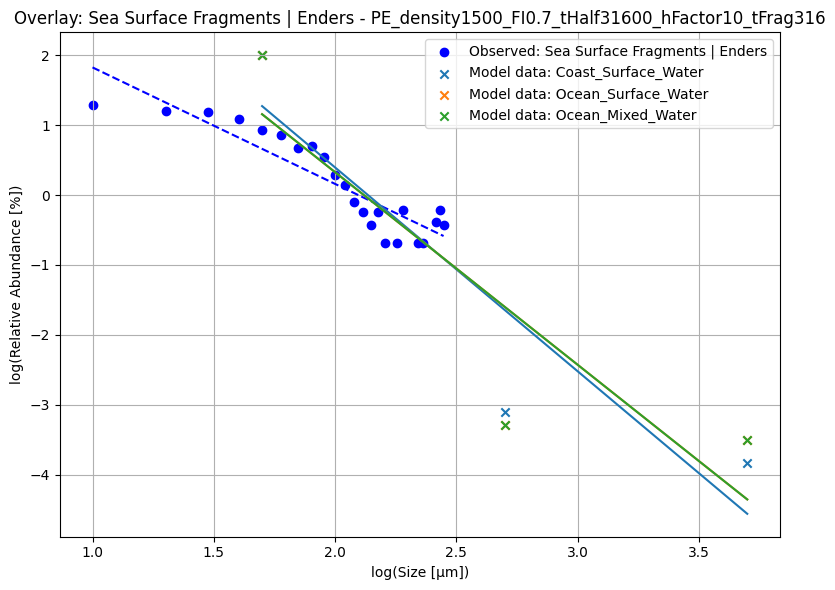 Overlay: Sea Surface Fragments | Enders - PE_density1500_FI0.7_tHalf31600_hFactor10_tFrag316
Observed: Sea Surface Fragments | Enders
Model data: Coast_Surface_Water
Model data: Ocean_Surface_Water
Model data: Ocean_Mixed_Water
log(Relative Abundance [%])
2
1
0
−1
−2
−3
−4
1.0 1.5 2.0 2.5 3.0 3.5
log(Size [µm])